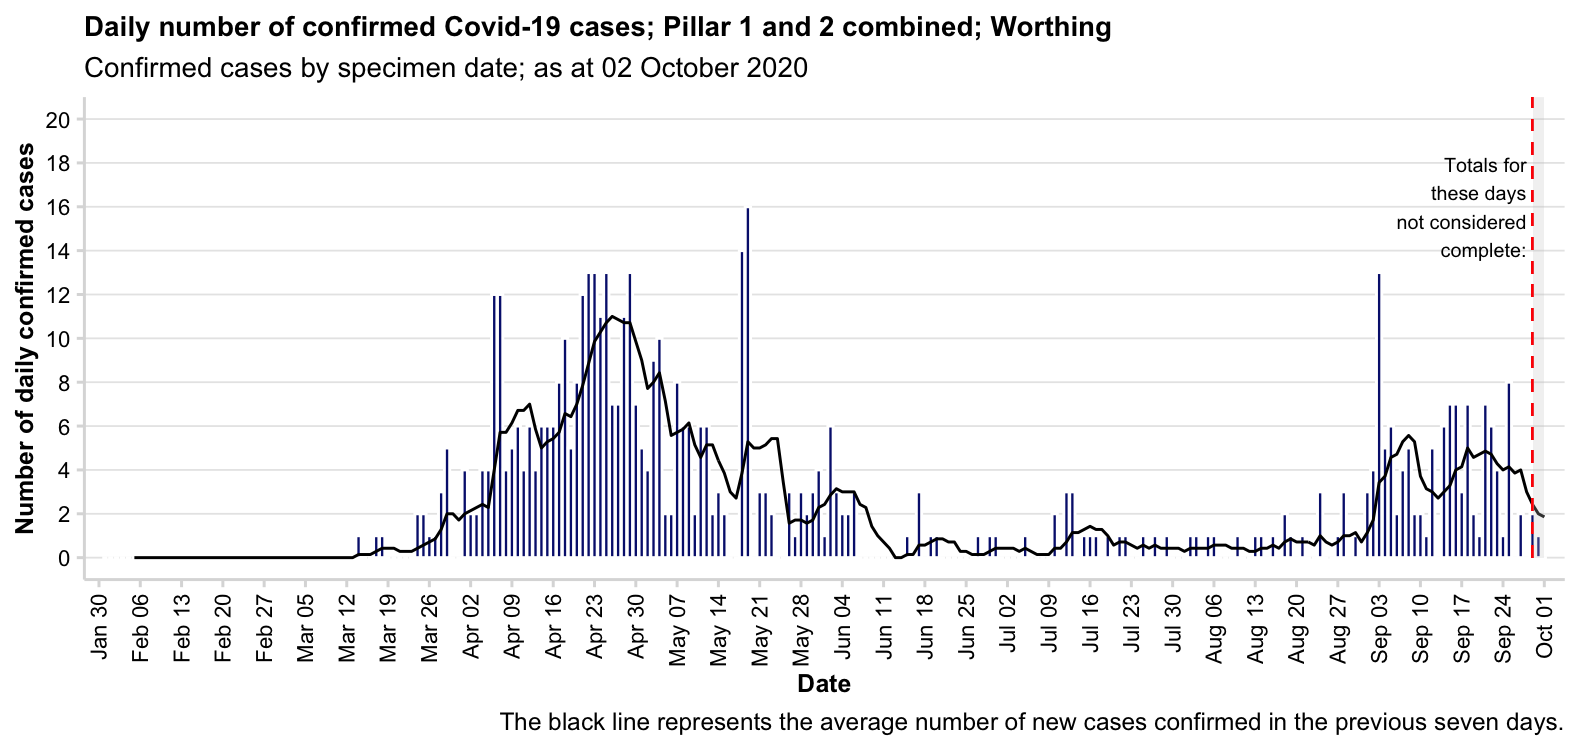 Daily number of confirmed Covid-19 cases; Pillar 1 and 2 combined; Worthing
Confirmed cases by specimen date; as at 02 October 2020
Number of daily confirmed cases
20
18
16
14
12
10
8
6
4
2
0
Totals for
these days
not considered
complete:
Jan 30
Feb 06
Feb 13
Feb 20
Feb 27
Mar 05
Mar 12
Mar 19
Mar 26
Apr 02
Apr 09
Apr 16
Apr 23
Apr 30
May 07
May 14
May 21
May 28
Jun 04
Jun 11
Jun 18
Jun 25
Jul 02
Jul 09
Jul 16
Jul 23
Jul 30
Aug 06
Aug 13
Aug 20
Aug 27
Sep 03
Sep 10
Sep 17
Sep 24
Oct 01
Date
The black line represents the average number of new cases confirmed in the previous seven days.